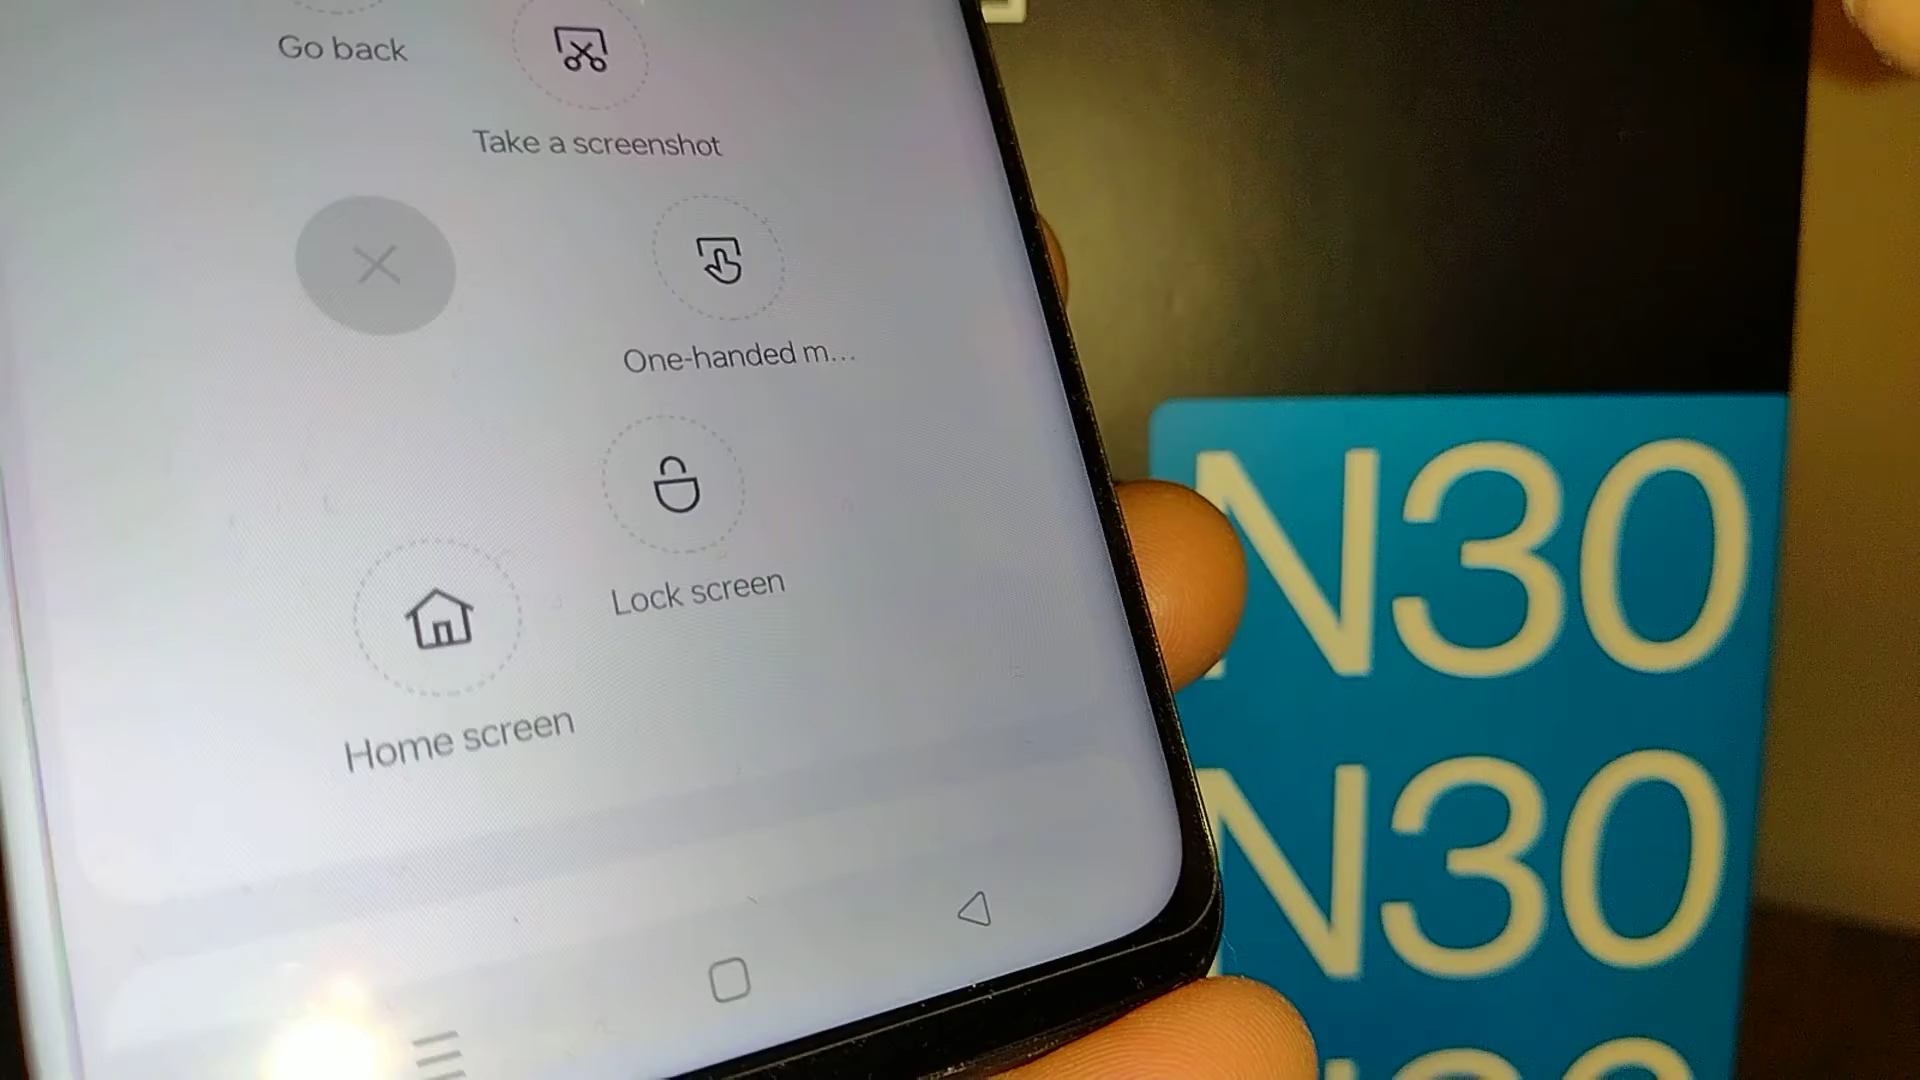 Go back
Take a screenshot
One-handed m...
Lock screen
Home screen
N30
N30